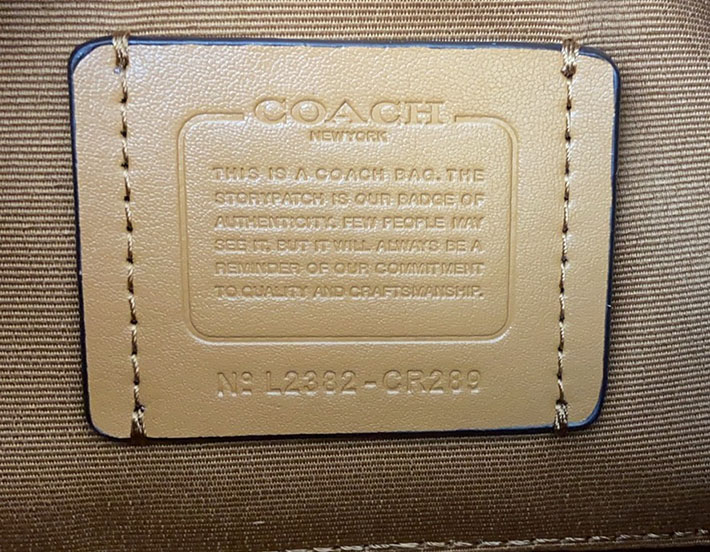 COACH
NEW YORK
THIS IS A COACH BAG. THE
STORYPATCH IS OUR BADGE OF
AUTHENTICITY. FEW PEOPLE MAY
SEE IT. BUT IT WILL ALWAYS BE A
REMINDER OF OUR COMMITMENT
TO QUALITY AND CRAFTSMANSHIP.
Nº L2382-CR289